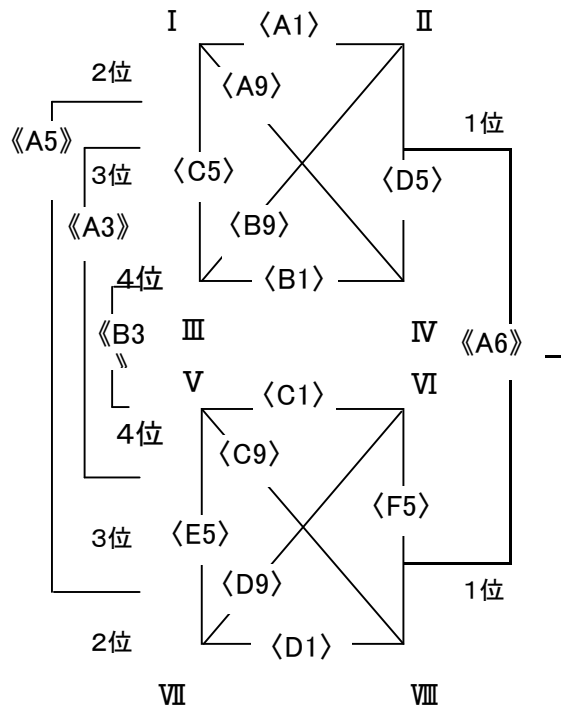 Ⅰ 〈A1〉 Ⅱ
2位 〈A9〉
《A5》 1位
3位 〈C5〉 〈D5〉
《A3》 〈B9〉
4位 〈B1〉
《B3 Ⅲ Ⅳ 《A6》
》 Ⅴ 〈C1〉 Ⅵ
4位 〈C9〉
〈F5〉
3位 〈E5〉
〈D9〉 1位
2位 〈D1〉
Ⅶ Ⅷ